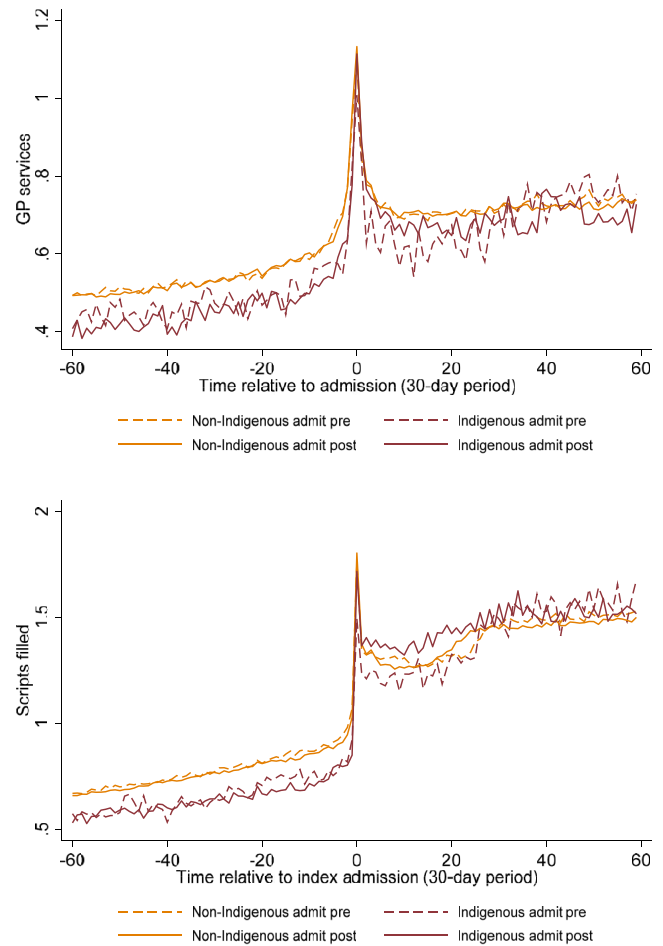 1.2
1
.8
.6
.4
GP services
-60 -40 -20 0 20 40 60
Time relative to admission (30-day period)
Non-Indigenous admit pre Indigenous admit pre
Non-Indigenous admit post Indigenous admit post
2
1.5
1
.5
Scripts filled
-60 -40 -20 0 20 40 60
Time relative to index admission (30-day period)
Non-Indigenous admit pre Indigenous admit pre
Non-Indigenous admit post Indigenous admit post